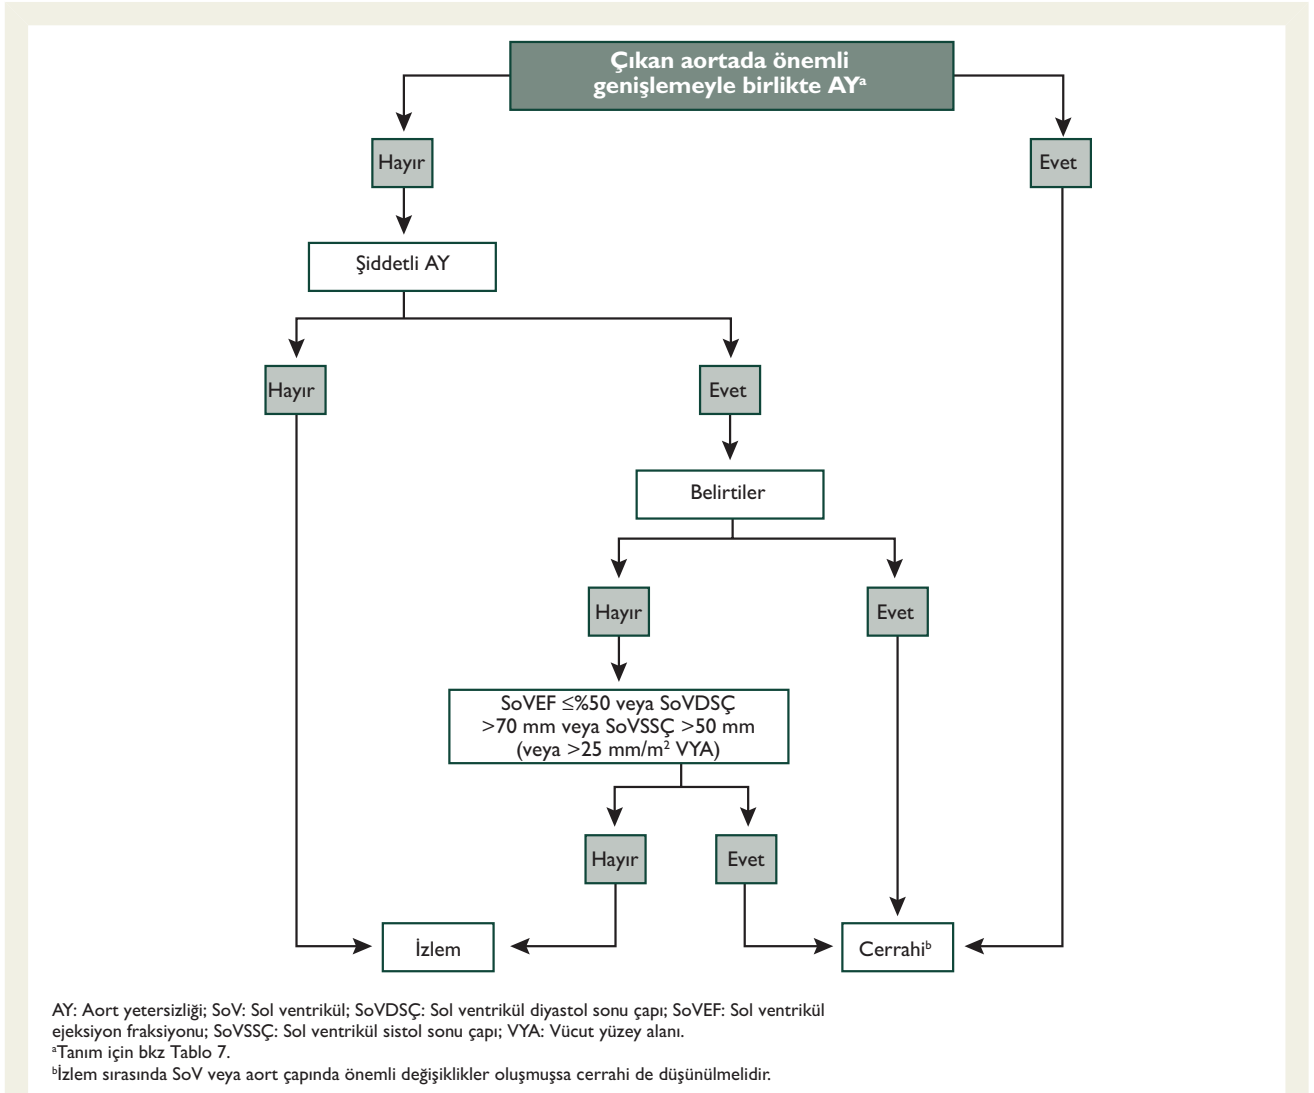 Çıkan aortada önemli
genişlemeyle birlikte AYᵃ
Hayır
Evet
Şiddetli AY
Hayır
Evet
Belirtiler
Hayır
Evet
SoVEF ≤%50 veya SoVDSÇ
>70 mm veya SoVSSÇ >50 mm
(veya >25 mm/m² VYA)
Hayır
Evet
İzlem
Cerrahiᵇ
AY: Aort yetersizliği; SoV: Sol ventrikül; SoVDSÇ: Sol ventrikül diyastol sonu çapı; SoVEF: Sol ventrikül
ejeksiyon fraksiyonu; SoVSSÇ: Sol ventrikül sistol sonu çapı; VYA: Vücut yüzey alanı.
ᵃTanım için bkz Tablo 7.
ᵇİzlem sırasında SoV veya aort çapında önemli değişiklikler oluşmuşsa cerrahi de düşünülmelidir.